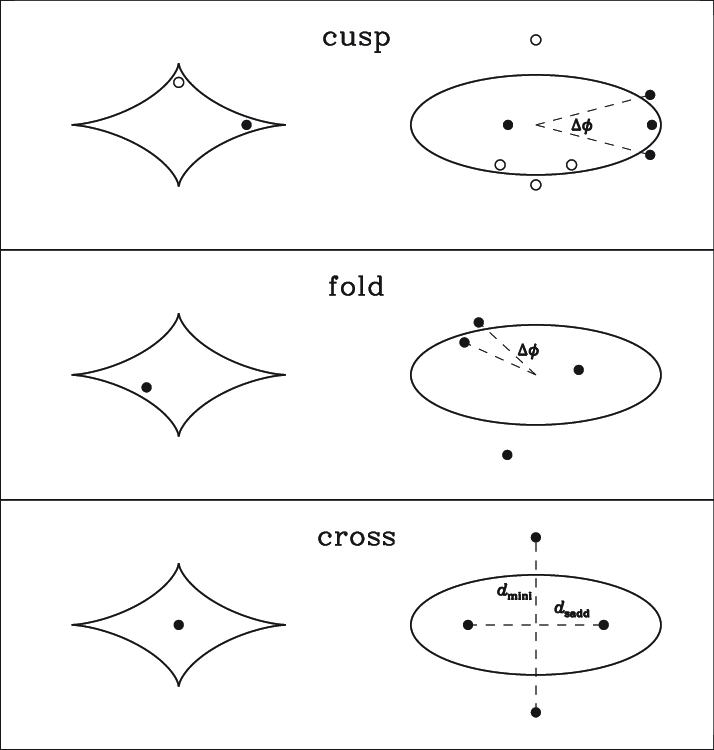 cusp
Δϕ
fold
Δϕ
cross
d_mini
d_sadd